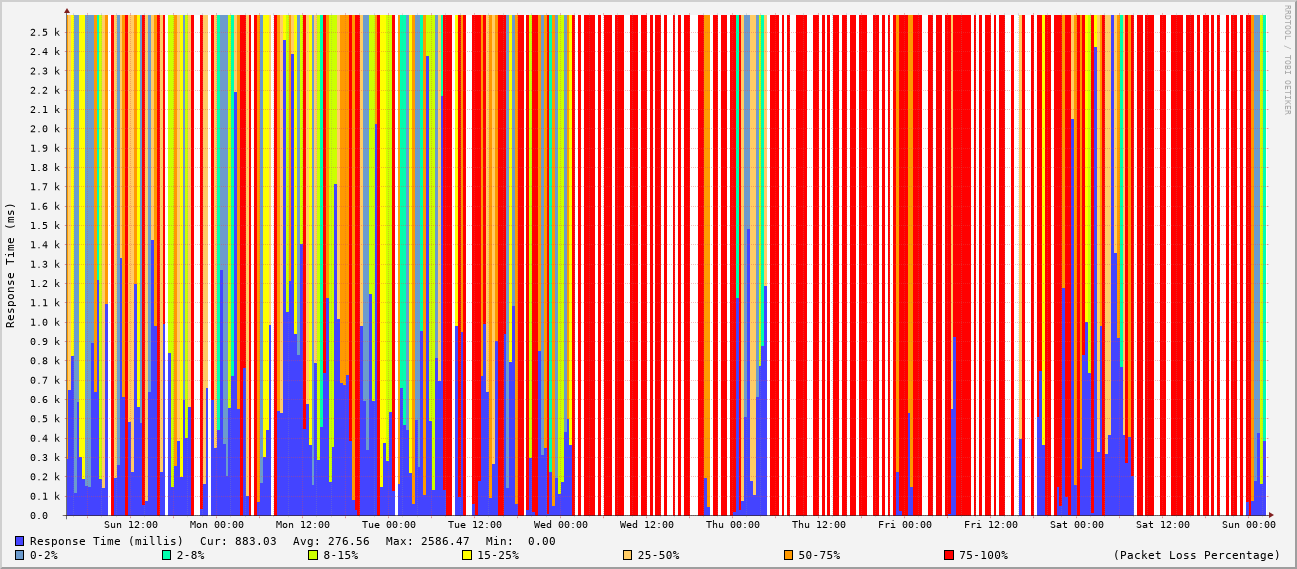 RRDTOOL / TOBI OETIKER
Response Time (ms)
2.5 k
2.4 k
2.3 k
2.2 k
2.1 k
2.0 k
1.9 k
1.8 k
1.7 k
1.6 k
1.5 k
1.4 k
1.3 k
1.2 k
1.1 k
1.0 k
0.9 k
0.8 k
0.7 k
0.6 k
0.5 k
0.4 k
0.3 k
0.2 k
0.1 k
0.0
Sun 12:00 Mon 00:00 Mon 12:00 Tue 00:00 Tue 12:00 Wed 00:00 Wed 12:00 Thu 00:00 Thu 12:00 Fri 00:00 Fri 12:00 Sat 00:00 Sat 12:00 Sun 00:00
Response Time (millis) Cur: 883.03 Avg: 276.56 Max: 2586.47 Min: 0.00
0-2% 2-8% 8-15% 15-25% 25-50% 50-75% 75-100% (Packet Loss Percentage)